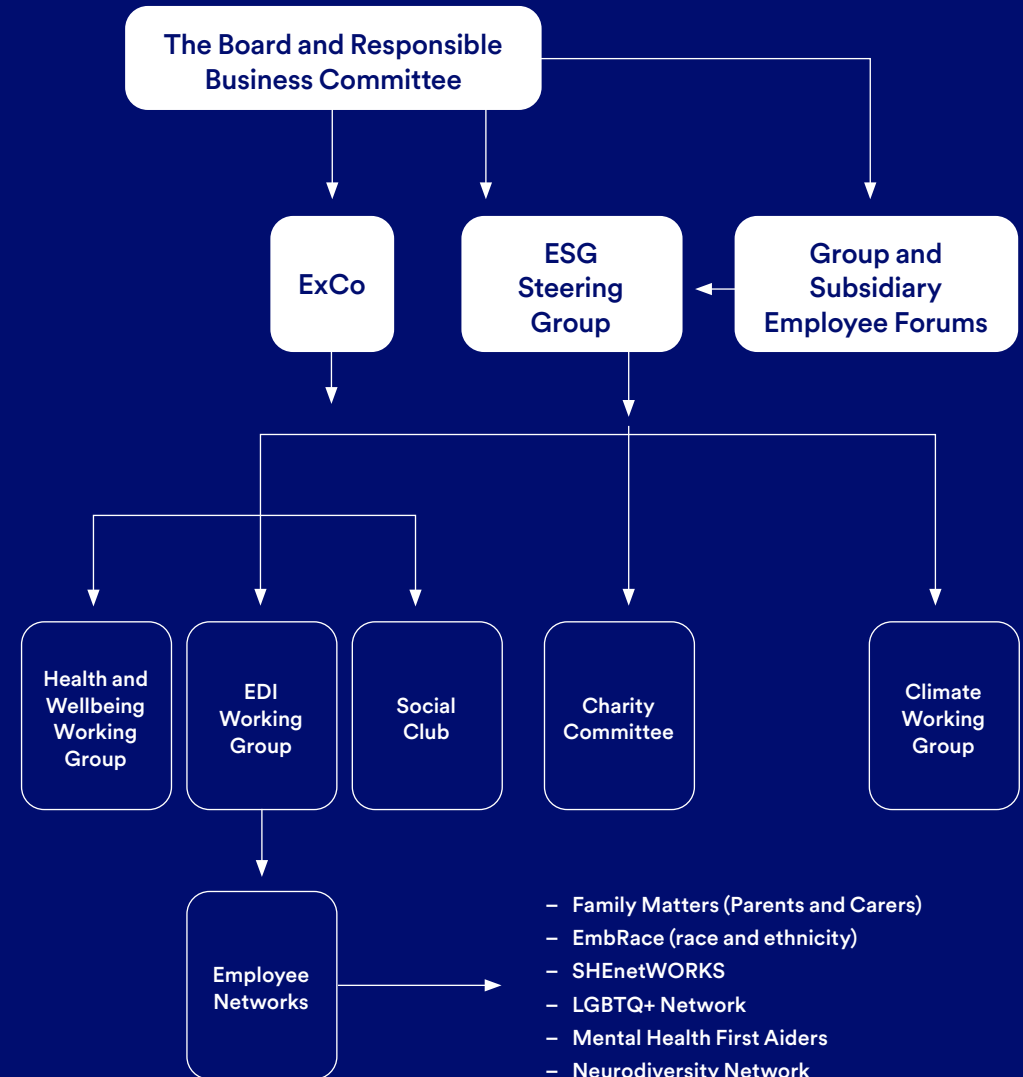 The Board and Responsible
Business Committee
ExCo
ESG
Steering
Group
Group and
Subsidiary
Employee Forums
Health and
Wellbeing
Working
Group
EDI
Working
Group
Social
Club
Charity
Committee
Climate
Working
Group
Employee
Networks
– Family Matters (Parents and Carers)
– EmbRace (race and ethnicity)
– SHEnetWORKS
– LGBTQ+ Network
– Mental Health First Aiders
– Neurodiversity Network